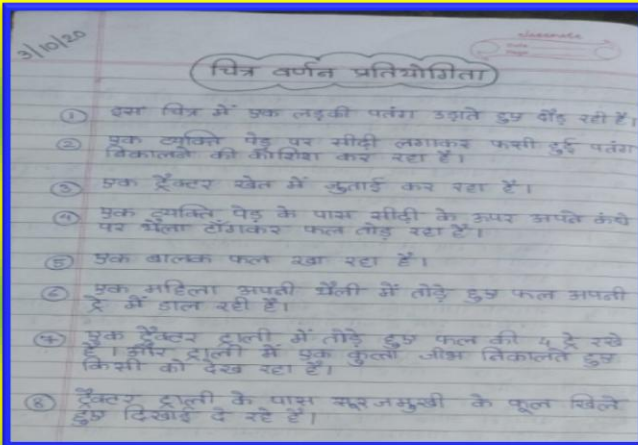 3/10/20
classmate
Date
Page
चित्र वर्णन प्रतियोगिता
① इस चित्र में एक लड़की पतंग उड़ाते हुए दौड़ रही है।
② एक व्यक्ति पेड़ पर सीढ़ी लगाकर फसी हुई पतंग
निकालने की कोशिश कर रहा है।
③ एक ट्रैक्टर खेत में जुताई कर रहा है।
④ एक व्यक्ति पेड़ के पास सीढ़ी के ऊपर अपने कंधे
पर थैला टाँगकर फल तोड़ रहा है।
⑤ एक बालक फल खा रहा है।
⑥ एक महिला अपनी थैली में तोड़े हुए फल अपनी
ट्रे में डाल रही है।
⑦ एक ट्रैक्टर ट्राली में तोड़े हुए फल की 4 ट्रे रखे
है। और ट्राली में एक कुत्ता जीभ निकालते हुए
किसी को देख रहा है।
⑧ ट्रैक्टर ट्राली के पास सूरजमुखी के फूल खिले
हुए दिखाई दे रहे हैं।